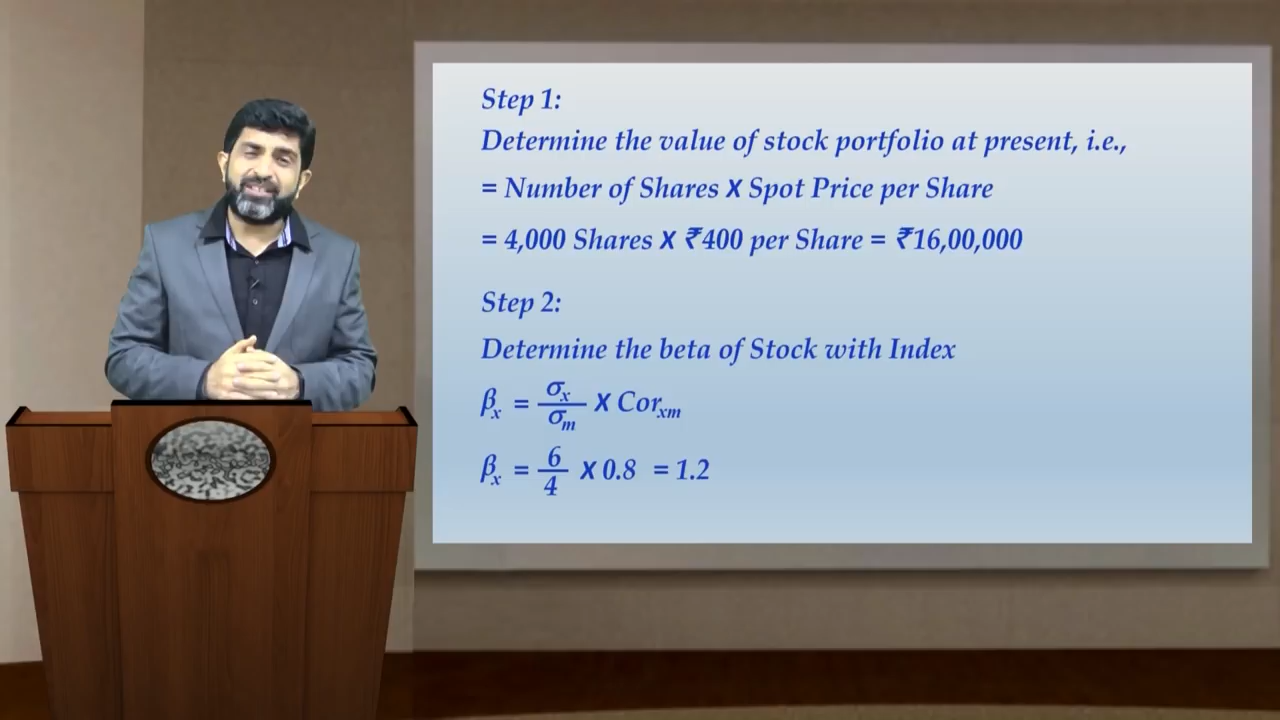 Step 1:
Determine the value of stock portfolio at present, i.e.,
= Number of Shares X Spot Price per Share
= 4,000 Shares X ₹400 per Share = ₹16,00,000
Step 2:
Determine the beta of Stock with Index
βx = σx/σm X Corxm
βx = 6/4 X 0.8 = 1.2